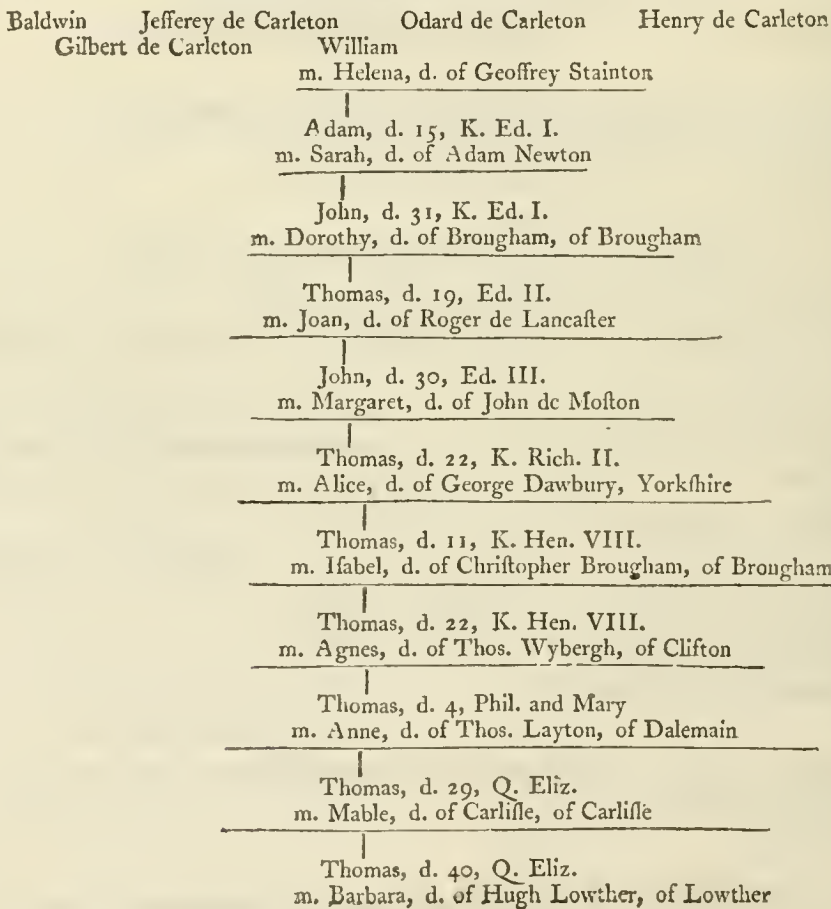 Baldwin Jefferey de Carleton Odard de Carleton Henry de Carleton
Gilbert de Carleton William
m. Helena, d. of Geoffrey Stainton
Adam, d. 15, K. Ed. I.
m. Sarah, d. of Adam Newton
John, d. 31, K. Ed. I.
m. Dorothy, d. of Brougham, of Brougham
Thomas, d. 19, Ed. II.
m. Joan, d. of Roger de Lancaſter
John, d. 30, Ed. III.
m. Margaret, d. of John de Moſton
Thomas, d. 22, K. Rich. II.
m. Alice, d. of George Dawbury, Yorkſhire
Thomas, d. 11, K. Hen. VIII.
m. Iſabel, d. of Chriſtopher Brougham, of Brougham
Thomas, d. 22, K. Hen. VIII.
m. Agnes, d. of Thos. Wybergh, of Clifton
Thomas, d. 4, Phil. and Mary
m. Anne, d. of Thos. Layton, of Dalemain
Thomas, d. 29, Q. Eliz.
m. Mable, d. of Carliſle, of Carliſle
Thomas, d. 40, Q. Eliz.
m. Barbara, d. of Hugh Lowther, of Lowther